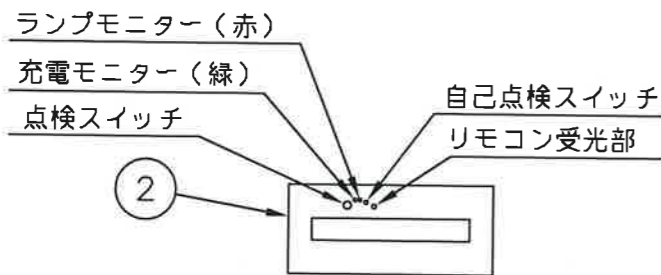 ランプモニター（赤）
充電モニター（緑）
点検スイッチ
自己点検スイッチ
リモコン受光部
2